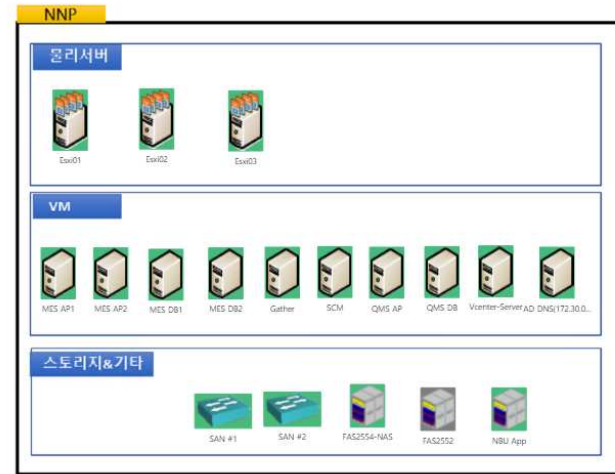 NNP
물리서버
Esxi01 Esxi02 Esxi03
VM
MES AP1 MES AP2 MES DB1 MES DB2 Gather SCM QMS AP QMS DB Vcenter-Server AD DNS(172.30.0...
스토리지&기타
SAN #1 SAN #2 FAS2554-NAS FAS2552 NBU App